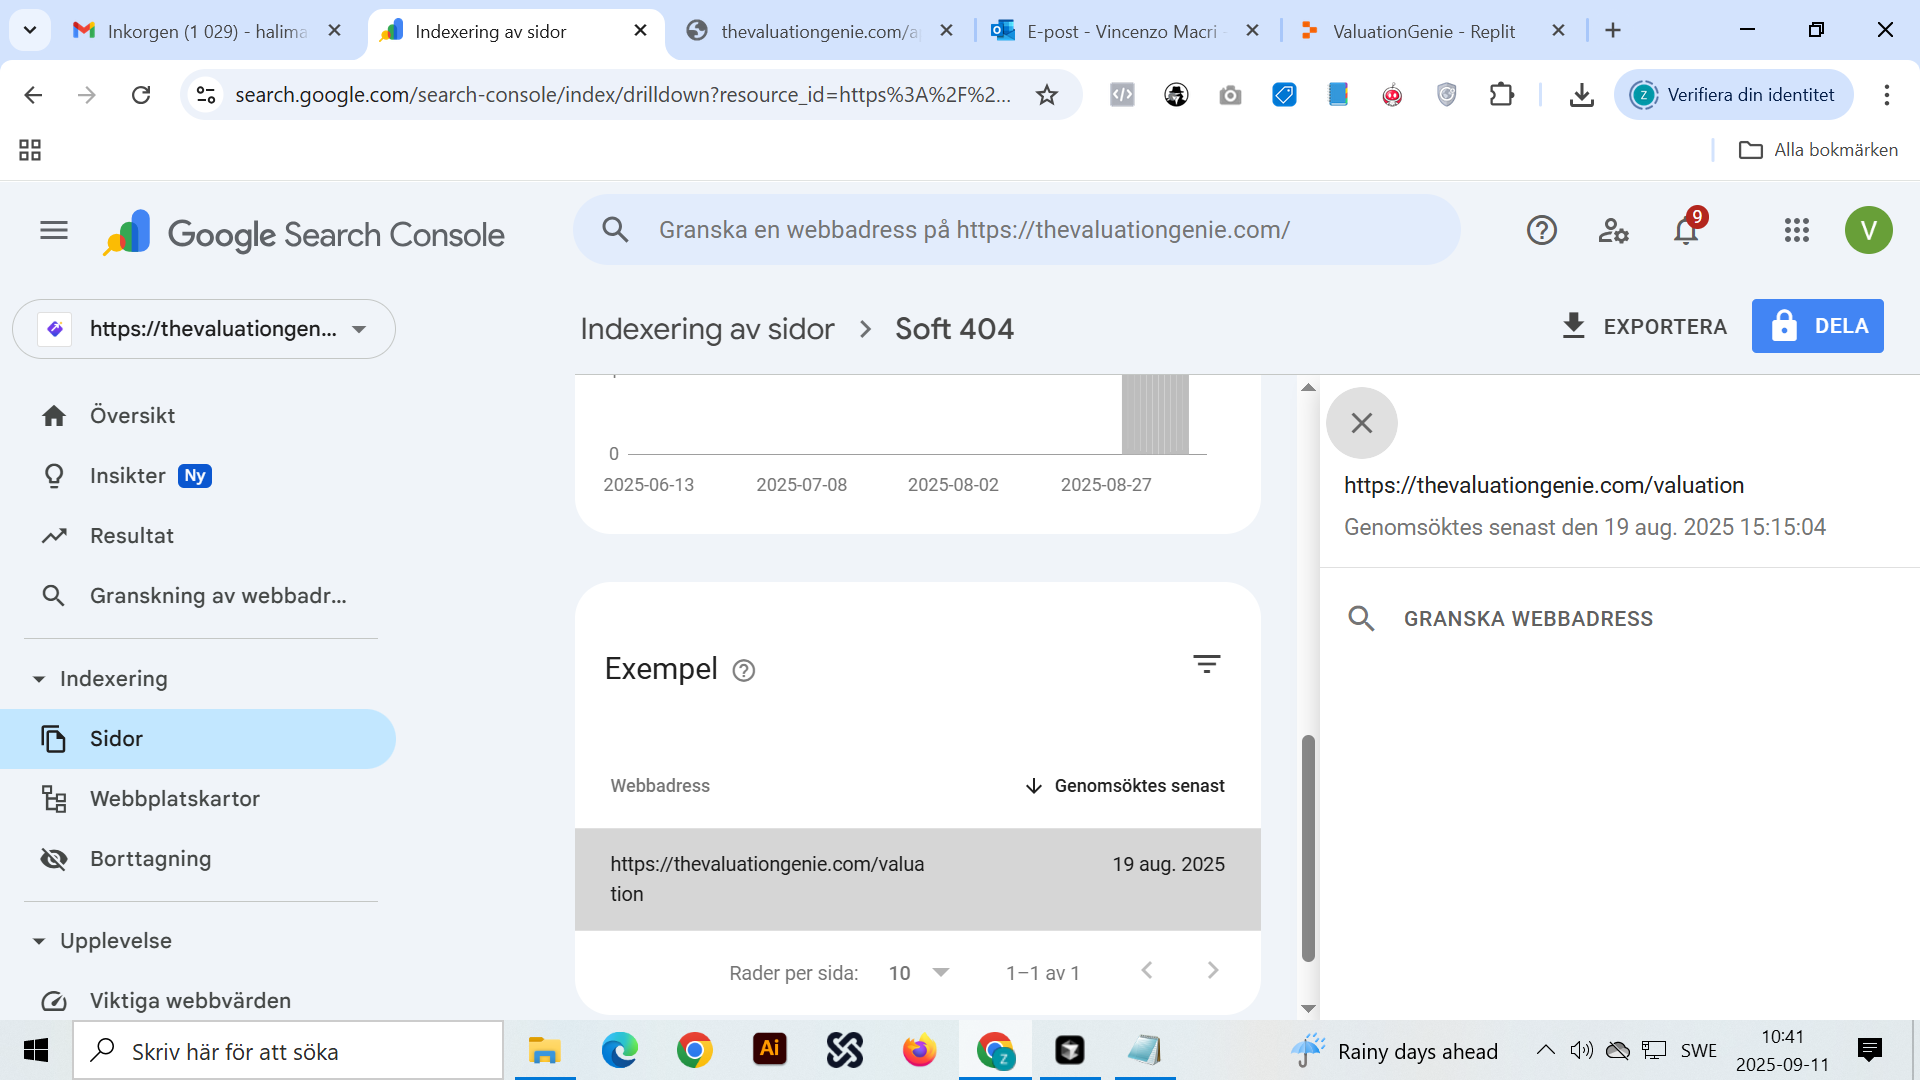 Inkorgen (1 029) - halima
Indexering av sidor
thevaluationgenie.com/a
E-post - Vincenzo Macri
ValuationGenie - Replit
search.google.com/search-console/index/drilldown?resource_id=https%3A%2F%2...
z
Verifiera din identitet
Alla bokmärken
Google Search Console
Granska en webbadress på https://thevaluationgenie.com/
9
V
https://thevaluationgen...
Indexering av sidor > Soft 404
EXPORTERA
DELA
Översikt
Insikter Ny
Resultat
Granskning av webbadr...
Indexering
Sidor
Webbplatskartor
Borttagning
Upplevelse
Viktiga webbvärden
0
2025-06-13
2025-07-08
2025-08-02
2025-08-27
Exempel
Webbadress
Genomsöktes senast
https://thevaluationgenie.com/valua
tion
19 aug. 2025
Rader per sida:
10
1–1 av 1
https://thevaluationgenie.com/valuation
Genomsöktes senast den 19 aug. 2025 15:15:04
GRANSKA WEBBADRESS
Skriv här för att söka
Ai
z
Rainy days ahead
SWE
10:41
2025-09-11